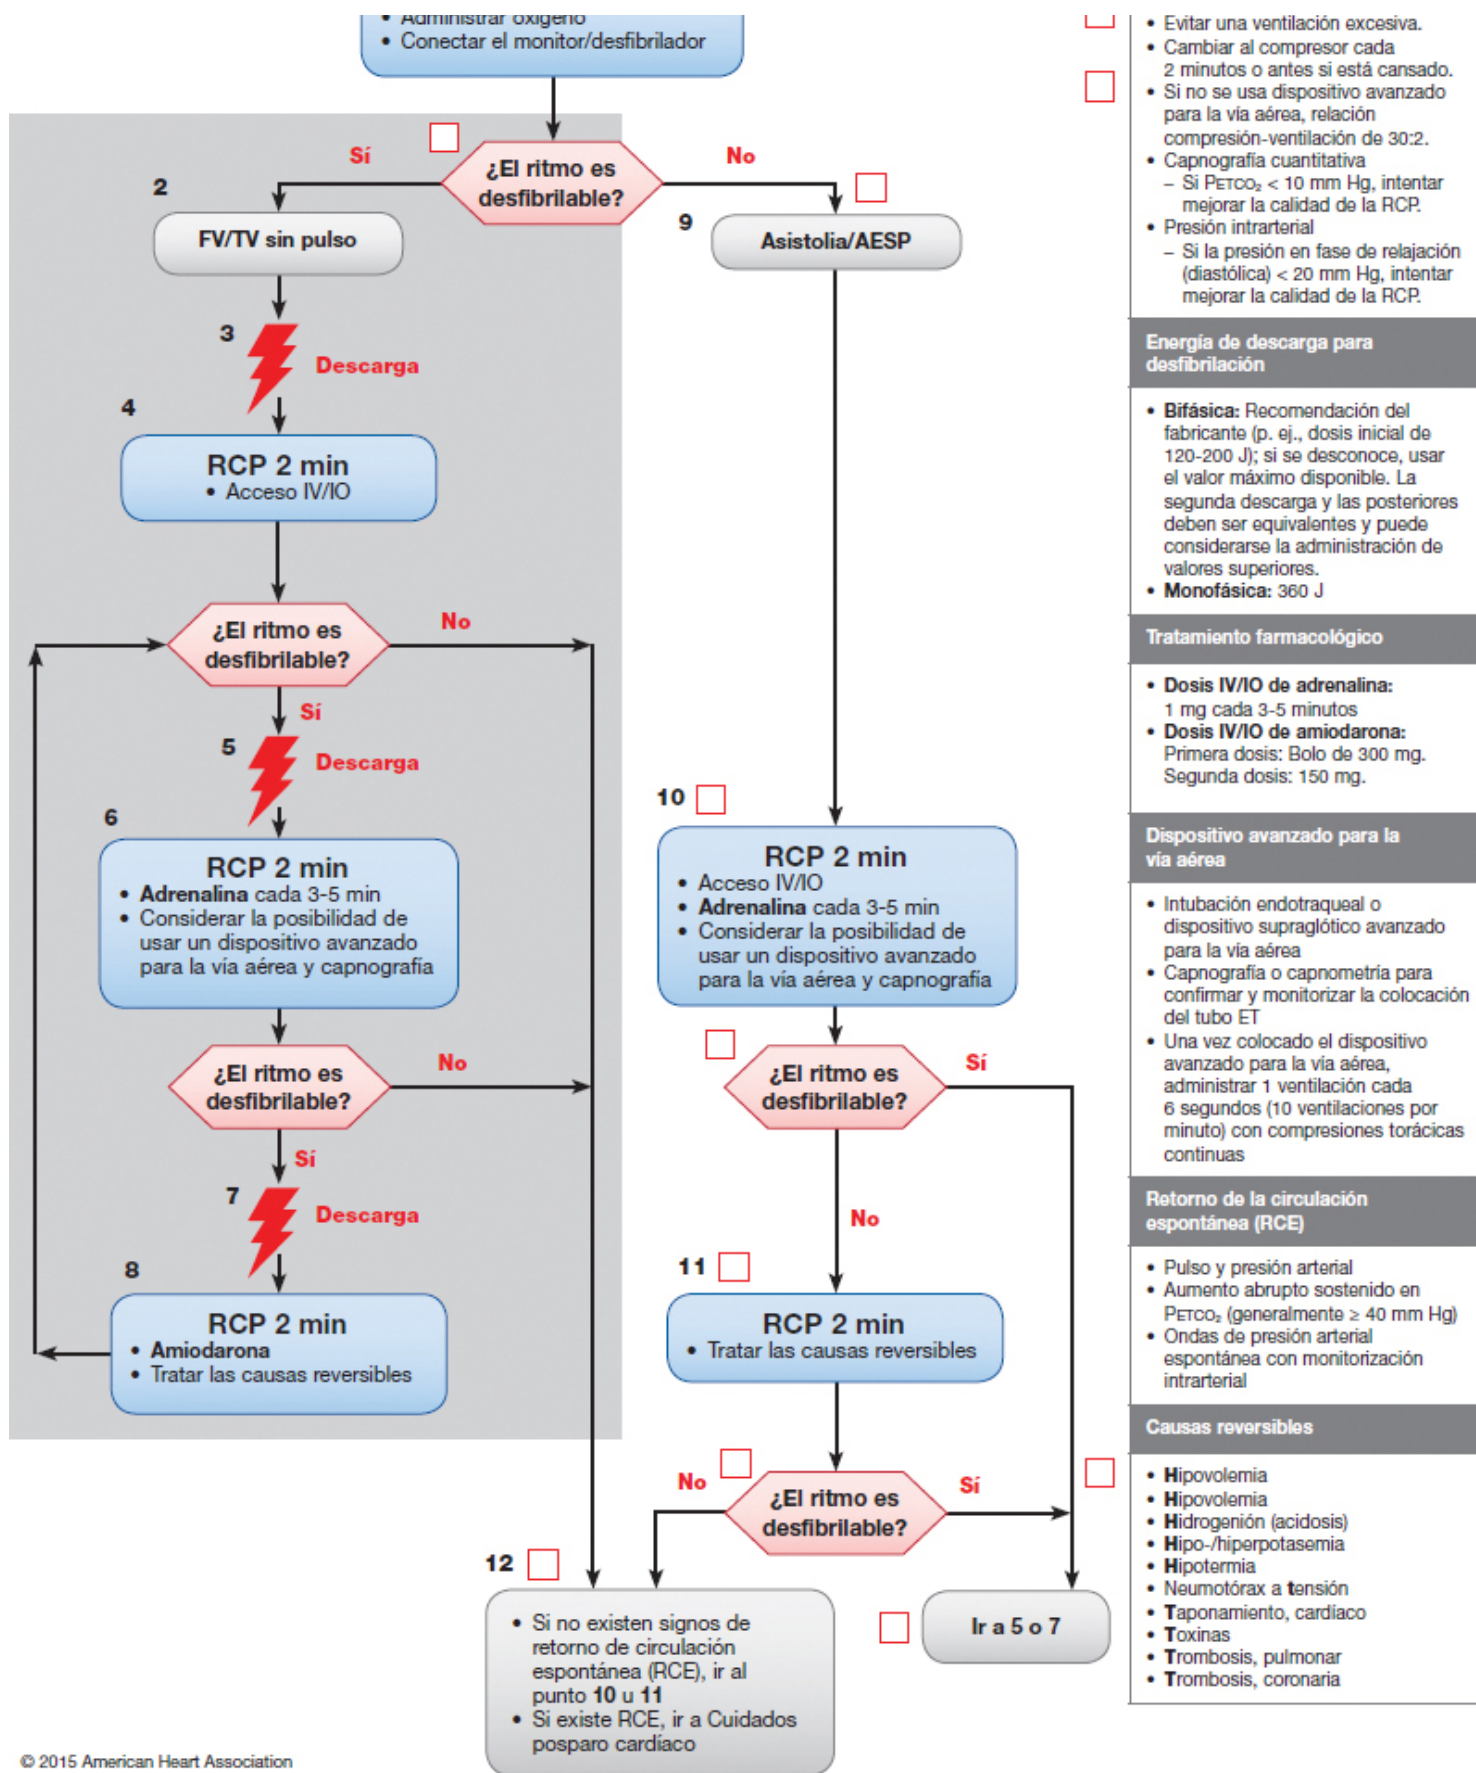 • Administrar oxígeno
• Conectar el monitor/desfibrilador
¿El ritmo es
desfibrilable?
Sí
No
2
FV/TV sin pulso
9
Asistolia/AESP
3
Descarga
4
RCP 2 min
• Acceso IV/IO
¿El ritmo es
desfibrilable?
No
Sí
5
Descarga
6
RCP 2 min
• Adrenalina cada 3-5 min
• Considerar la posibilidad de
usar un dispositivo avanzado
para la vía aérea y capnografía
¿El ritmo es
desfibrilable?
No
Sí
7
Descarga
8
RCP 2 min
• Amiodarona
• Tratar las causas reversibles
10
RCP 2 min
• Acceso IV/IO
• Adrenalina cada 3-5 min
• Considerar la posibilidad de
usar un dispositivo avanzado
para la vía aérea y capnografía
¿El ritmo es
desfibrilable?
Sí
No
11
RCP 2 min
• Tratar las causas reversibles
No
¿El ritmo es
desfibrilable?
Sí
12
• Si no existen signos de
retorno de circulación
espontánea (RCE), ir al
punto 10 u 11
• Si existe RCE, ir a Cuidados
posparo cardíaco
Ir a 5 o 7
• Evitar una ventilación excesiva.
• Cambiar al compresor cada
2 minutos o antes si está cansado.
• Si no se usa dispositivo avanzado
para la vía aérea, relación
compresión-ventilación de 30:2.
• Capnografía cuantitativa
– Si PETCO₂ < 10 mm Hg, intentar
mejorar la calidad de la RCP.
• Presión intrarterial
– Si la presión en fase de relajación
(diastólica) < 20 mm Hg, intentar
mejorar la calidad de la RCP.
Energía de descarga para
desfibrilación
• Bifásica: Recomendación del
fabricante (p. ej., dosis inicial de
120-200 J); si se desconoce, usar
el valor máximo disponible. La
segunda descarga y las posteriores
deben ser equivalentes y puede
considerarse la administración de
valores superiores.
• Monofásica: 360 J
Tratamiento farmacológico
• Dosis IV/IO de adrenalina:
1 mg cada 3-5 minutos
• Dosis IV/IO de amiodarona:
Primera dosis: Bolo de 300 mg.
Segunda dosis: 150 mg.
Dispositivo avanzado para la
vía aérea
• Intubación endotraqueal o
dispositivo supraglótico avanzado
para la vía aérea
• Capnografía o capnometría para
confirmar y monitorizar la colocación
del tubo ET
• Una vez colocado el dispositivo
avanzado para la vía aérea,
administrar 1 ventilación cada
6 segundos (10 ventilaciones por
minuto) con compresiones torácicas
continuas
Retorno de la circulación
espontánea (RCE)
• Pulso y presión arterial
• Aumento abrupto sostenido en
PETCO₂ (generalmente ≥ 40 mm Hg)
• Ondas de presión arterial
espontánea con monitorización
intrarterial
Causas reversibles
• Hipovolemia
• Hipovolemia
• Hidrogenión (acidosis)
• Hipo-/hiperpotasemia
• Hipotermia
• Neumotórax a tensión
• Taponamiento, cardíaco
• Toxinas
• Trombosis, pulmonar
• Trombosis, coronaria
© 2015 American Heart Association